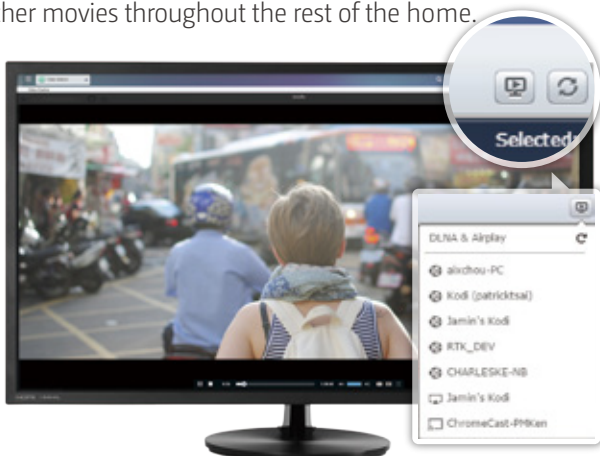 ther movies throughout the rest of the home.
Selected
DLNA & Airplay
aixchou-PC
Kodi (patricktsai)
Jamin's Kodi
RTK_DEV
CHARLESKE-NB
Jamin's Kodi
ChromeCast-PMKen